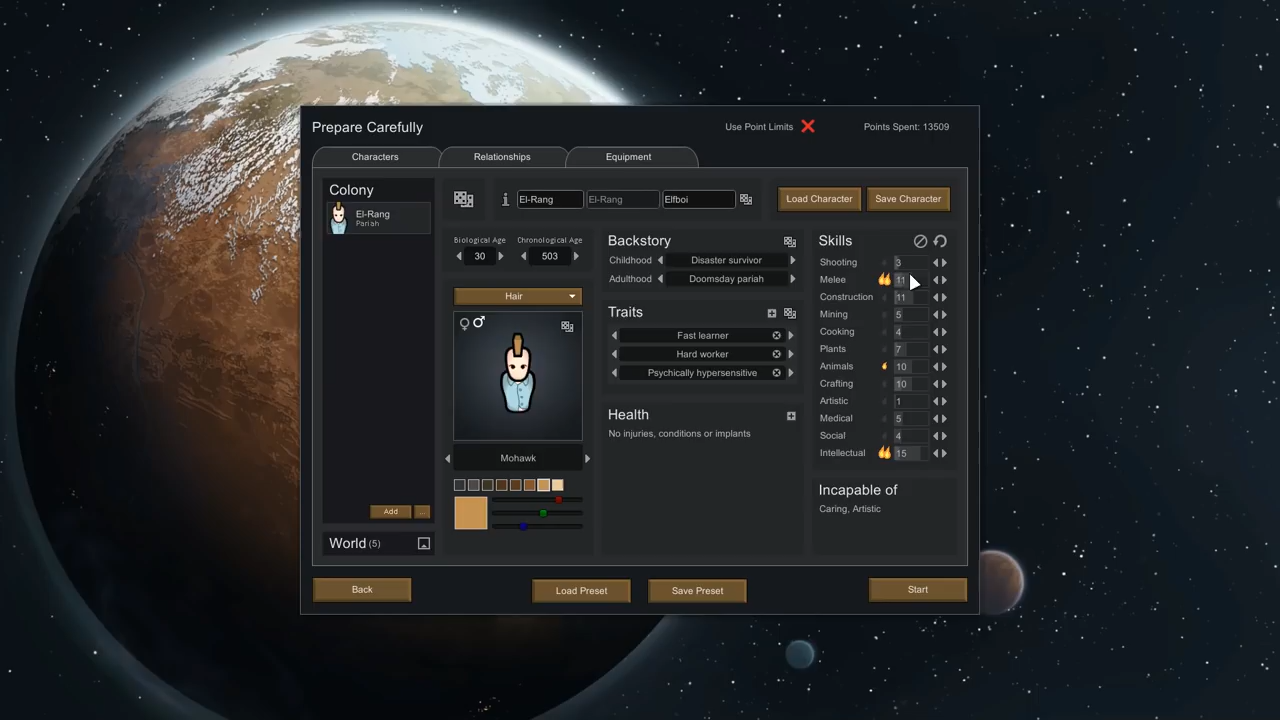 Prepare Carefully
Use Point Limits
Points Spent: 13509
Characters
Relationships
Equipment
Colony
El-Rang
Pariah
El-Rang
El-Rang
Elfboi
Load Character
Save Character
Biological Age
Chronological Age
30
503
Hair
Mohawk
Backstory
Childhood
Disaster survivor
Adulthood
Doomsday pariah
Traits
Fast learner
Hard worker
Psychically hypersensitive
Health
No injuries, conditions or implants
Skills
Shooting 3
Melee 11
Construction 11
Mining 5
Cooking 4
Plants 7
Animals 10
Crafting 10
Artistic 1
Medical 5
Social 4
Intellectual 15
Incapable of
Caring, Artistic
Add
...
World (5)
Back
Load Preset
Save Preset
Start